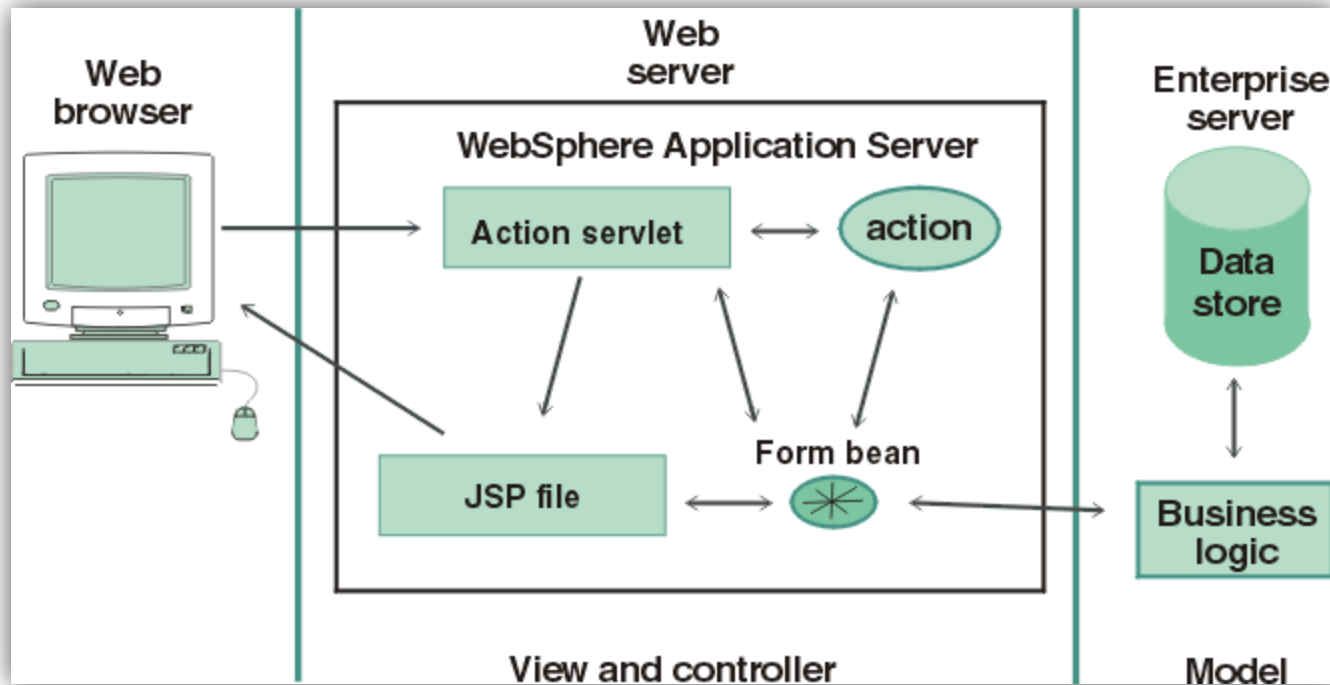 Web
browser
Web
server
WebSphere Application Server
Action servlet
action
JSP file
Form bean
View and controller
Enterprise
server
Data
store
Business
logic
Model